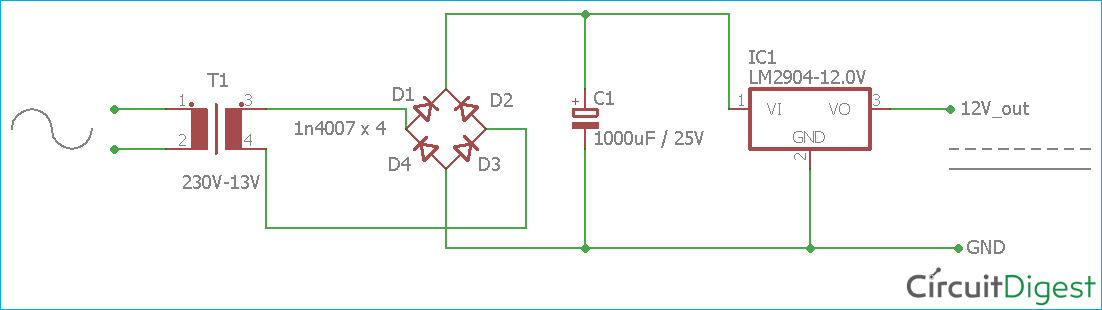 T1
1
3
2
4
230V-13V
1n4007 x 4
D1
D2
D4
D3
+
C1
1000uF / 25V
IC1
LM2904-12.0V
1
VI
VO
3
GND
2
12V_out
GND
CircuitDigest